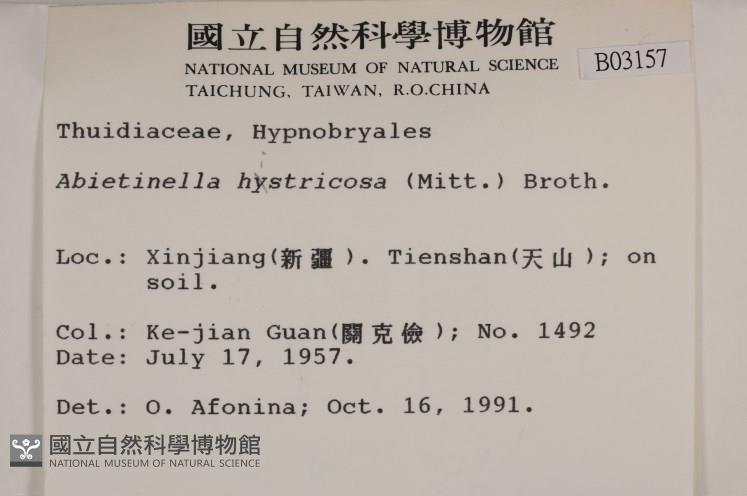 國立自然科學博物館
NATIONAL MUSEUM OF NATURAL SCIENCE
TAICHUNG, TAIWAN, R.O.CHINA
B03157
Thuidiaceae, Hypnobryales
Abietinella hystricosa (Mitt.) Broth.
Loc.: Xinjiang(新疆). Tienshan(天山); on
soil.
Col.: Ke-jian Guan(關克儉); No. 1492
Date: July 17, 1957.
Det.: O. Afonina; Oct. 16, 1991.
國立自然科學博物館
NATIONAL MUSEUM OF NATURAL SCIENCE